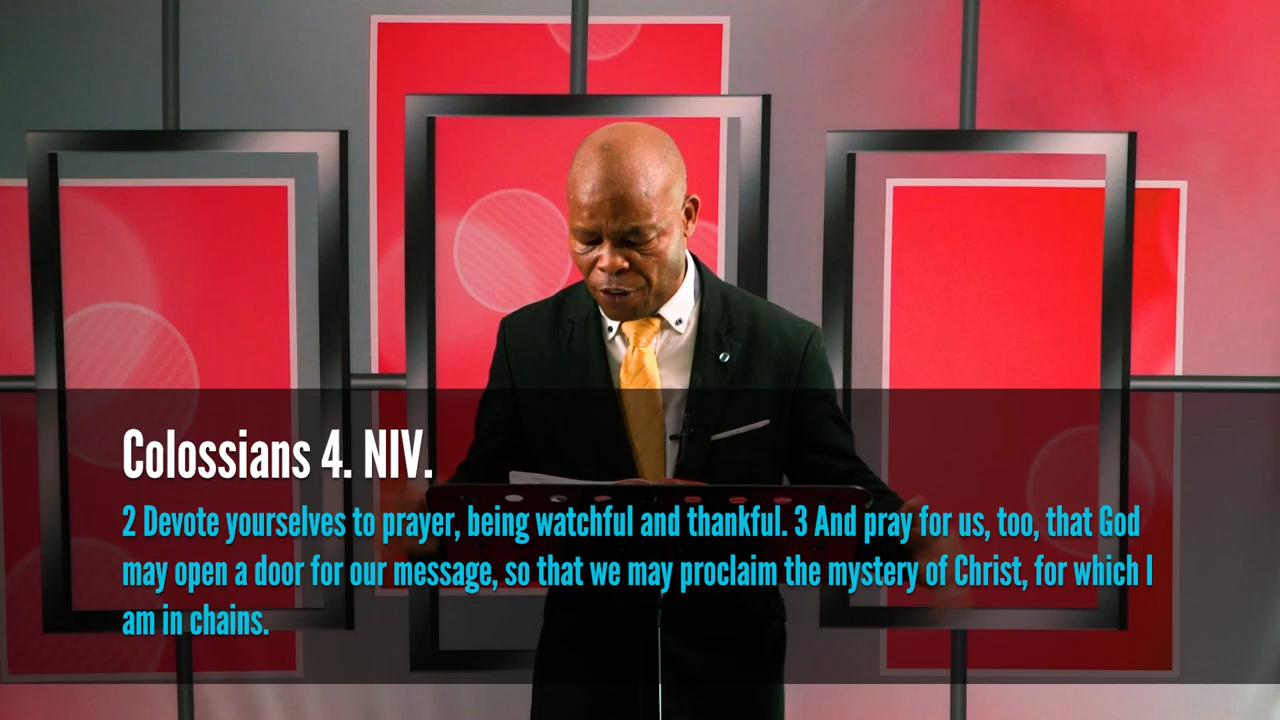 Colossians 4. NIV.
2 Devote yourselves to prayer, being watchful and thankful. 3 And pray for us, too, that God
may open a door for our message, so that we may proclaim the mystery of Christ, for which I
am in chains.